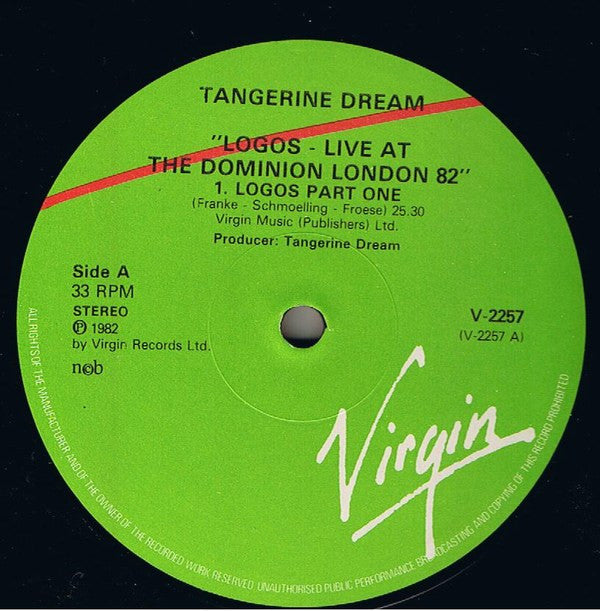 TANGERINE DREAM
"LOGOS - LIVE AT
THE DOMINION LONDON 82"
1. LOGOS PART ONE
(Franke - Schmoelling - Froese) 25.30
Virgin Music (Publishers) Ltd.
Producer: Tangerine Dream
Side A
33 RPM
STEREO
Ⓟ 1982
by Virgin Records Ltd.
n©b
V-2257
(V-2257 A)
Virgin
ALL RIGHTS OF THE MANUFACTURER AND OF THE OWNER OF THE RECORDED WORK RESERVED. UNAUTHORISED PUBLIC PERFORMANCE BROADCASTING AND COPYING OF THIS RECORD PROHIBITED